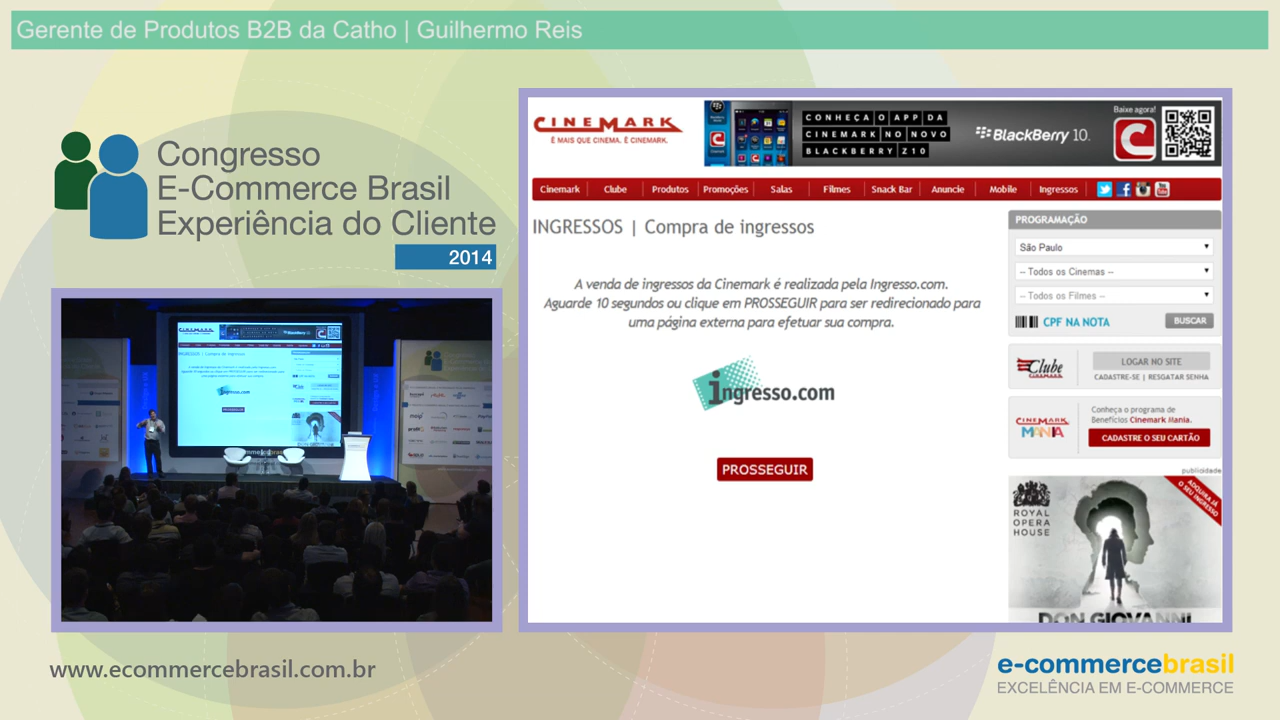 Gerente de Produtos B2B da Catho | Guilhermo Reis
Congresso
E-Commerce Brasil
Experiência do Cliente
2014
CINEMARK
É MAIS QUE CINEMA. É CINEMARK.
CONHEÇA O APP DA
CINEMARK NO NOVO
BLACKBERRY Z10
BlackBerry 10.
Baixe agora!
Cinemark
Clube
Produtos
Promoções
Salas
Filmes
Snack Bar
Anuncie
Mobile
Ingressos
INGRESSOS | Compra de ingressos
A venda de ingressos da Cinemark é realizada pela Ingresso.com.
Aguarde 10 segundos ou clique em PROSSEGUIR para ser redirecionado para
uma página externa para efetuar sua compra.
ingresso.com
PROSSEGUIR
PROGRAMAÇÃO
São Paulo
-- Todos os Cinemas --
-- Todos os Filmes --
CPF NA NOTA
BUSCAR
Clube
CINEMARK
LOGAR NO SITE
CADASTRE-SE | RESGATAR SENHA
CINEMARK
MANIA
Conheça o programa de
Benefícios Cinemark Mania.
CADASTRE O SEU CARTÃO
publicidade
ADQUIRA JÁ
O SEU INGRESSO
ROYAL
OPERA
HOUSE
DON GIOVANNI
www.ecommercebrasil.com.br
e-commercebrasil
EXCELÊNCIA EM E-COMMERCE